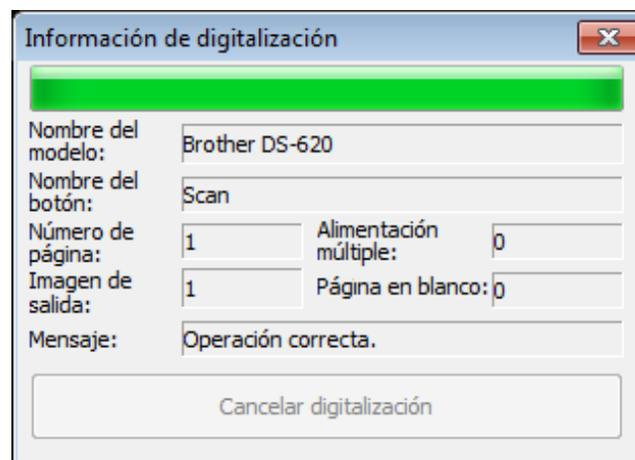 Información de digitalización
Nombre del
modelo:
Brother DS-620
Nombre del
botón:
Scan
Número de
página:
1
Alimentación
múltiple:
0
Imagen de
salida:
1
Página en blanco:
0
Mensaje:
Operación correcta.
Cancelar digitalización